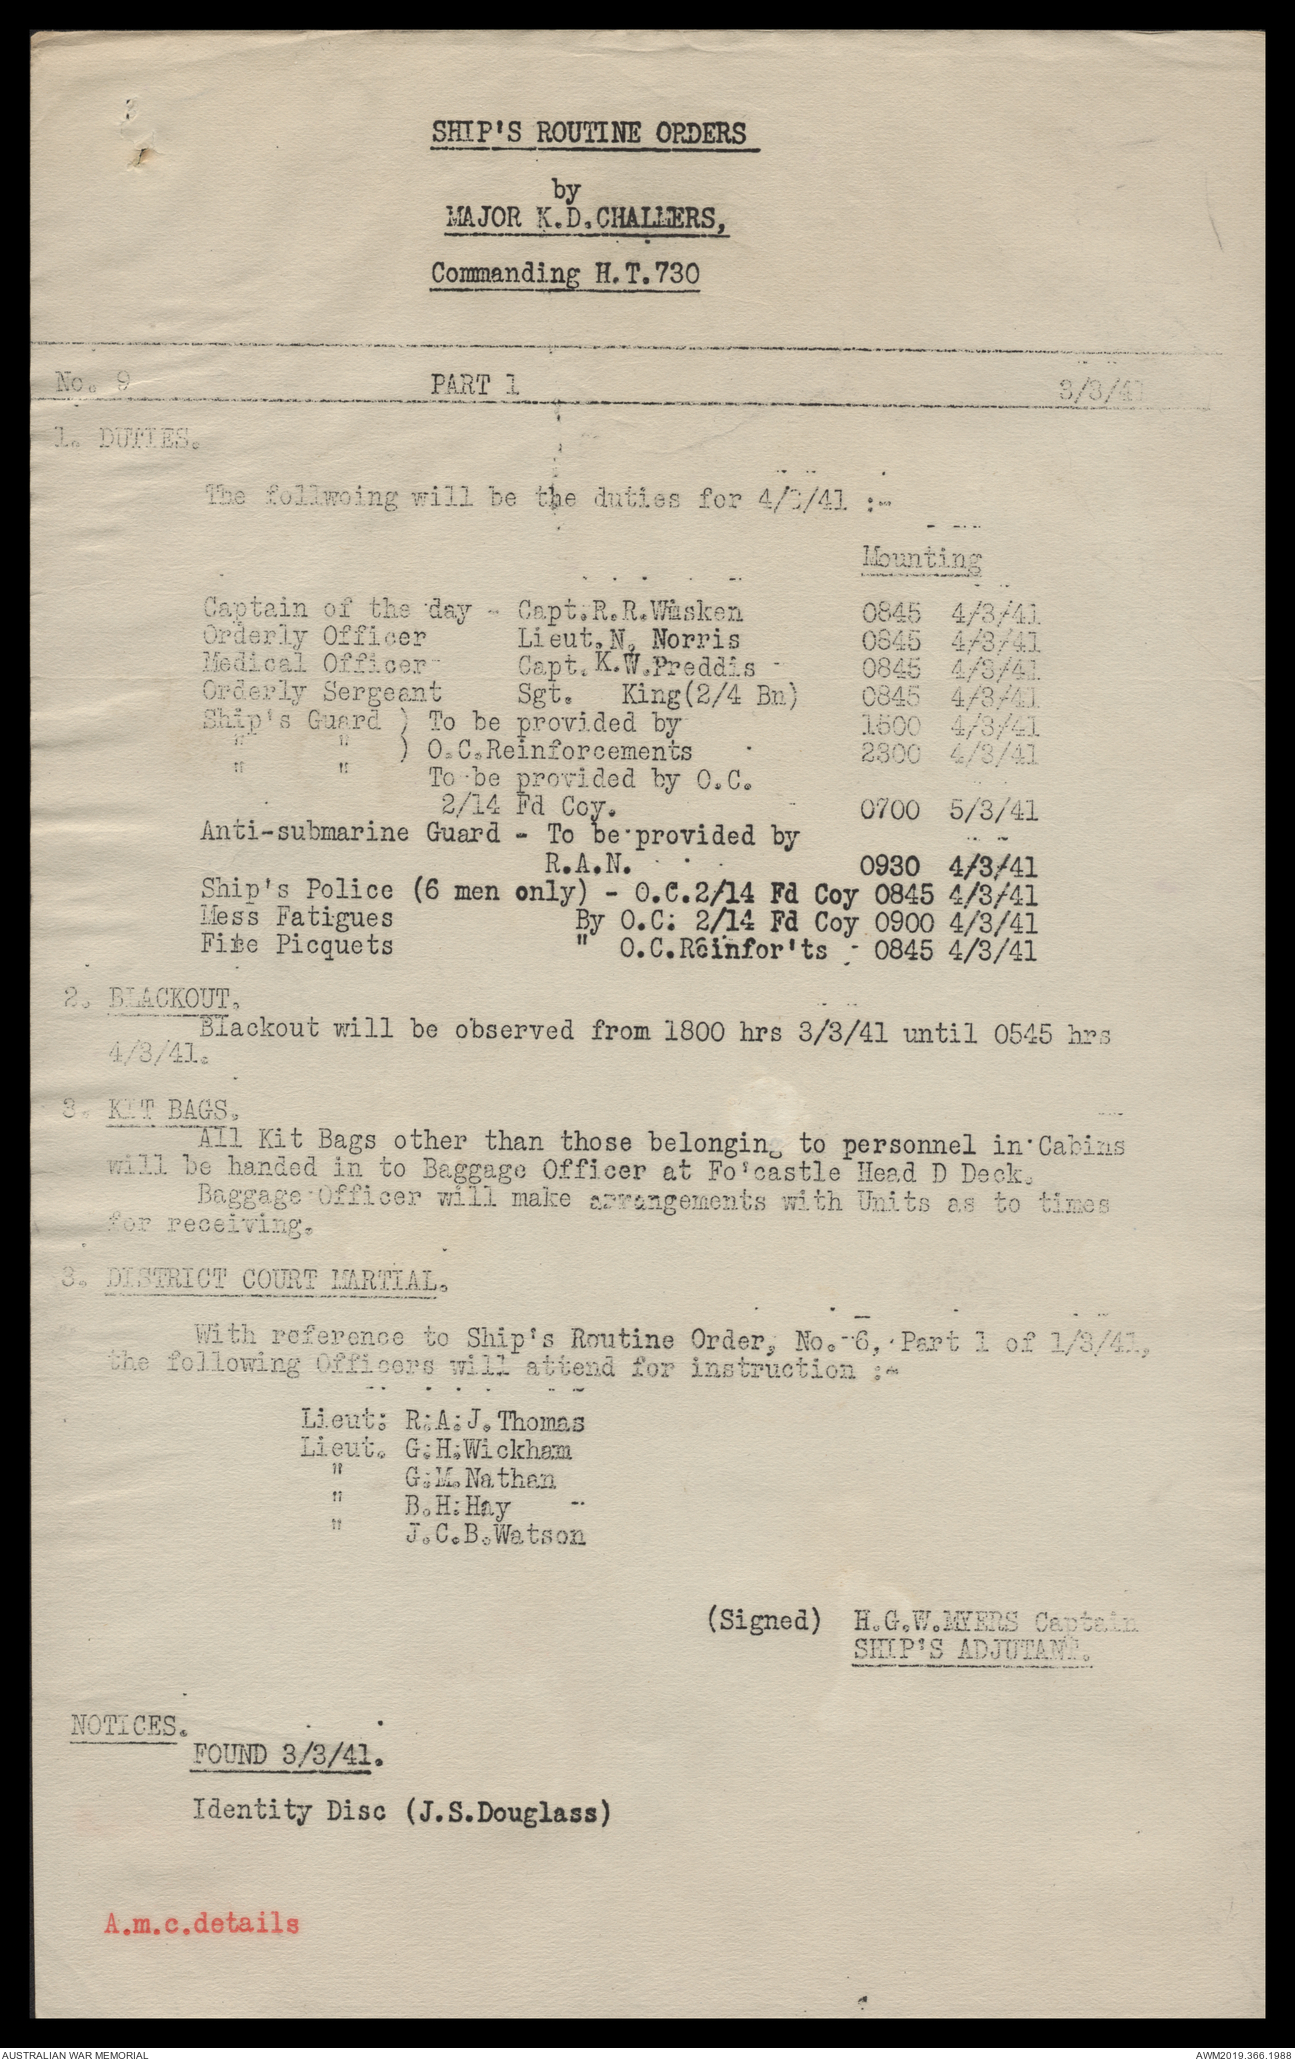 SHIP'S ROUTINE ORDERS
by
MAJOR K.D.CHALMERS,
Commanding H.T.730
No. 9 PART 1 3/3/41
1. DUTIES.
The follwoing will be the duties for 4/3/41 :-
Mounting
Captain of the day - Capt.R.R.Wilsken 0845 4/3/41
Orderly Officer Lieut.N. Norris 0845 4/3/41
Medical Officer Capt. K.W.Preddis 0845 4/3/41
Orderly Sergeant Sgt. King(2/4 Bn) 0845 4/3/41
Ship's Guard ) To be provided by 1500 4/3/41
" " ) O.C.Reinforcements 2300 4/3/41
" " To be provided by O.C.
2/14 Fd Coy. 0700 5/3/41
Anti-submarine Guard - To be provided by
R.A.N. 0930 4/3/41
Ship's Police (6 men only) - O.C.2/14 Fd Coy 0845 4/3/41
Mess Fatigues By O.C. 2/14 Fd Coy 0900 4/3/41
Fire Picquets " O.C.Reinfor'ts - 0845 4/3/41
2. BLACKOUT.
Blackout will be observed from 1800 hrs 3/3/41 until 0545 hrs
4/3/41.
3. KIT BAGS.
All Kit Bags other than those belonging to personnel in Cabins
will be handed in to Baggage Officer at Fo'castle Head D Deck.
Baggage Officer will make arrangements with Units as to times
for receiving.
3. DISTRICT COURT MARTIAL.
With reference to Ship's Routine Order, No. 6, Part 1 of 1/3/41,
the following Officers will attend for instruction :-
Lieut: R.A.J.Thomas
Lieut. G.H.Wickham
" G.M.Nathan
" B.H.Hay
" J.C.B.Watson
(Signed) H.G.W.MYERS Captain
SHIP'S ADJUTANT.
NOTICES.
FOUND 3/3/41.
Identity Disc (J.S.Douglass)
A.m.c.details
AUSTRALIAN WAR MEMORIAL AWM2019.366.1988